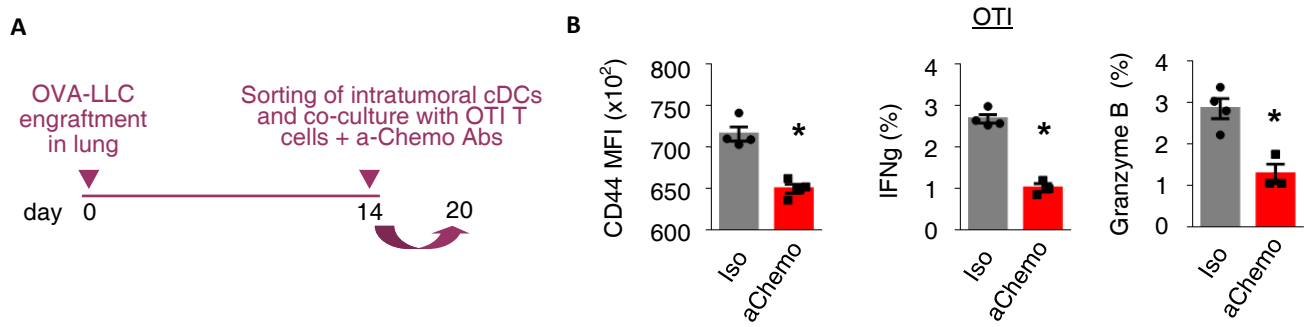 A
OVA-LLC
engraftment
in lung
Sorting of intratumoral cDCs
and co-culture with OTI T
cells + a-Chemo Abs
day 0 14 20
B
OTI
CD44 MFI (x10²)
800
750
700
650
600
*
Iso
aChemo
IFNg (%)
4
3
2
1
0
*
Iso
aChemo
Granzyme B (%)
4
3
2
1
0
*
Iso
aChemo